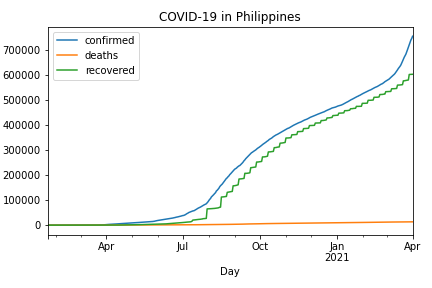 COVID-19 in Philippines
confirmed
deaths
recovered
700000
600000
500000
400000
300000
200000
100000
0
Apr Jul Oct Jan Apr
2021
Day